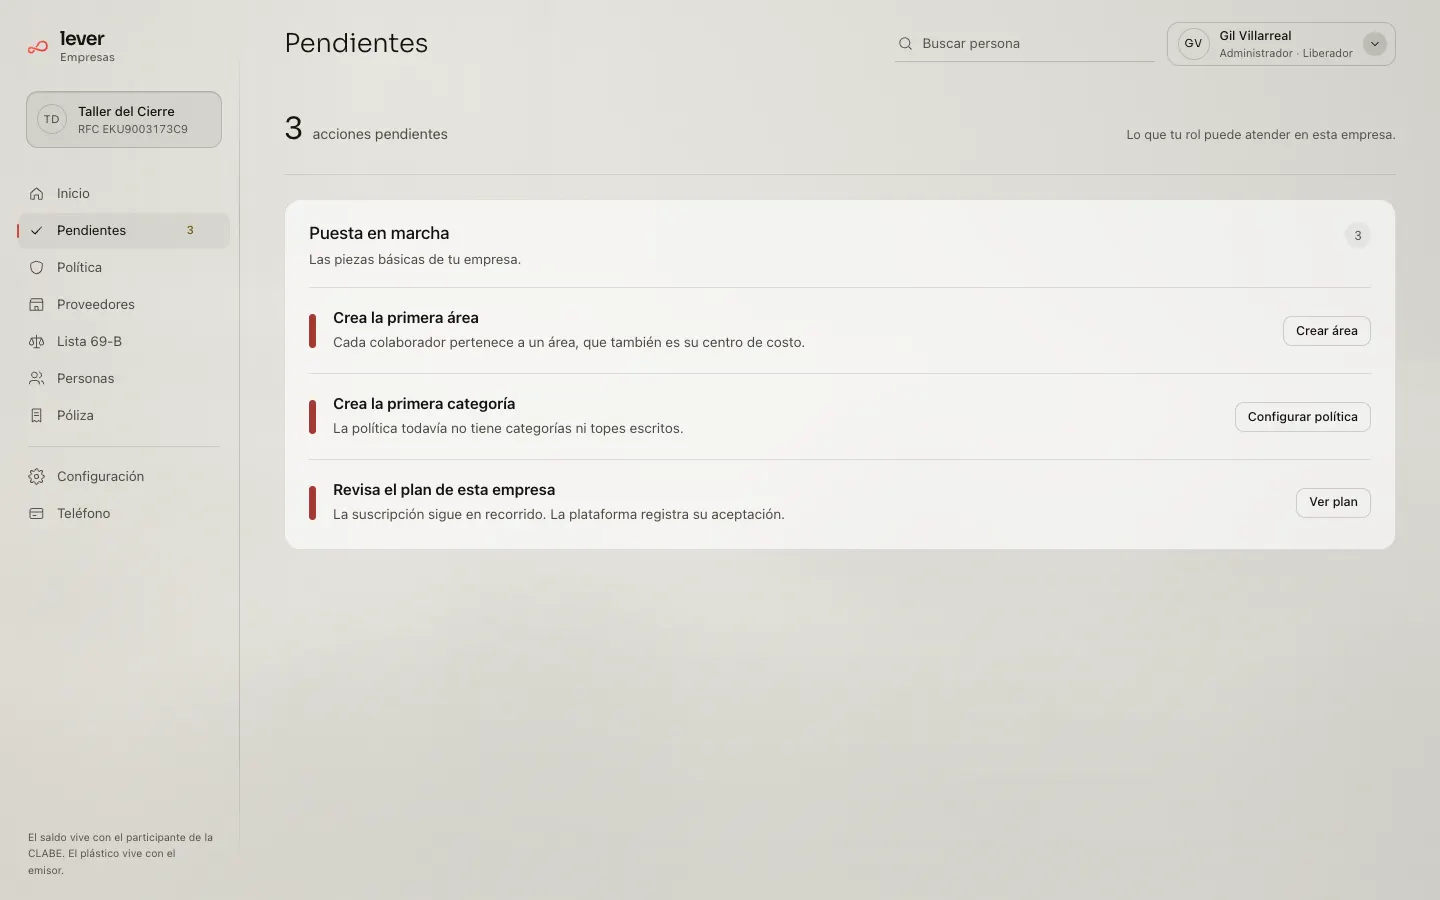 lever
Empresas
TD
Taller del Cierre
RFC EKU9003173C9
Inicio
Pendientes
3
Política
Proveedores
Lista 69-B
Personas
Póliza
Configuración
Teléfono
El saldo vive con el participante de la
CLABE. El plástico vive con el
emisor.
Pendientes
Buscar persona
GV
Gil Villarreal
Administrador · Liberador
3 acciones pendientes
Lo que tu rol puede atender en esta empresa.
Puesta en marcha
3
Las piezas básicas de tu empresa.
Crea la primera área
Cada colaborador pertenece a un área, que también es su centro de costo.
Crear área
Crea la primera categoría
La política todavía no tiene categorías ni topes escritos.
Configurar política
Revisa el plan de esta empresa
La suscripción sigue en recorrido. La plataforma registra su aceptación.
Ver plan